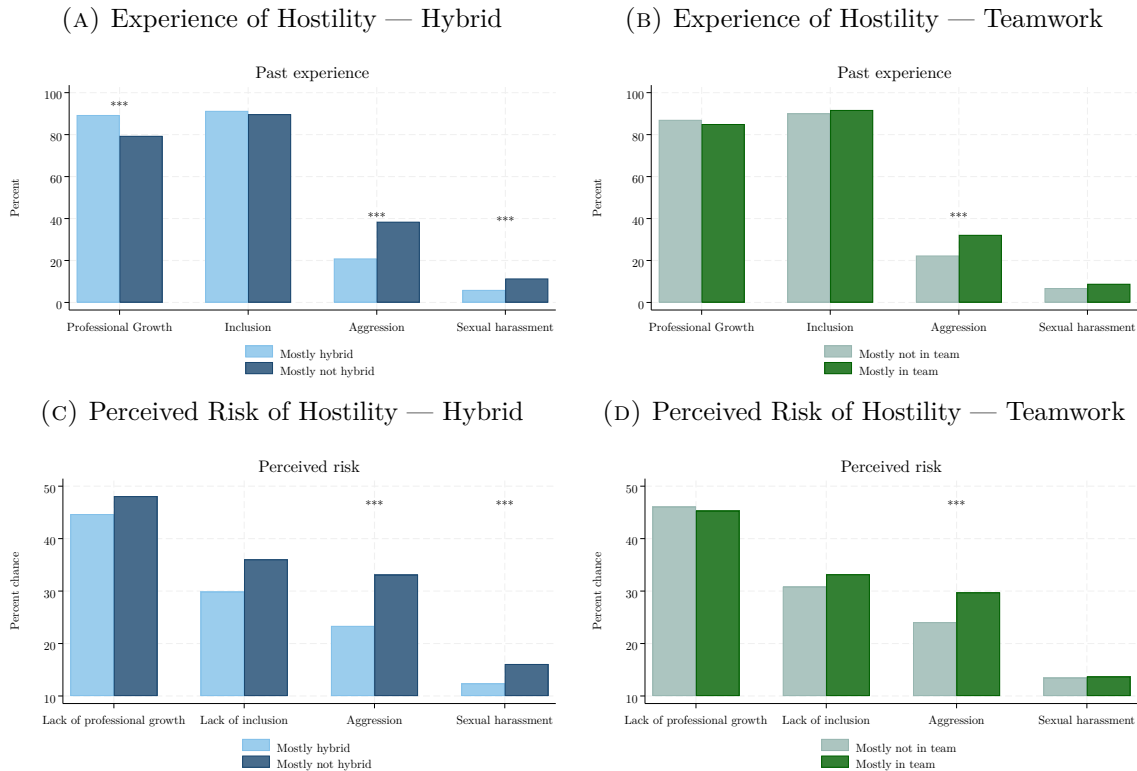 (A) Experience of Hostility — Hybrid
Past experience
Percent
100
80
60
40
20
0
***
***
***
Professional Growth
Inclusion
Aggression
Sexual harassment
Mostly hybrid
Mostly not hybrid
(B) Experience of Hostility — Teamwork
Past experience
Percent
100
80
60
40
20
0
***
Professional Growth
Inclusion
Aggression
Sexual harassment
Mostly not in team
Mostly in team
(C) Perceived Risk of Hostility — Hybrid
Perceived risk
Percent chance
50
40
30
20
10
***
***
Lack of professional growth
Lack of inclusion
Aggression
Sexual harassment
Mostly hybrid
Mostly not hybrid
(D) Perceived Risk of Hostility — Teamwork
Perceived risk
Percent chance
50
40
30
20
10
***
Lack of professional growth
Lack of inclusion
Aggression
Sexual harassment
Mostly not in team
Mostly in team